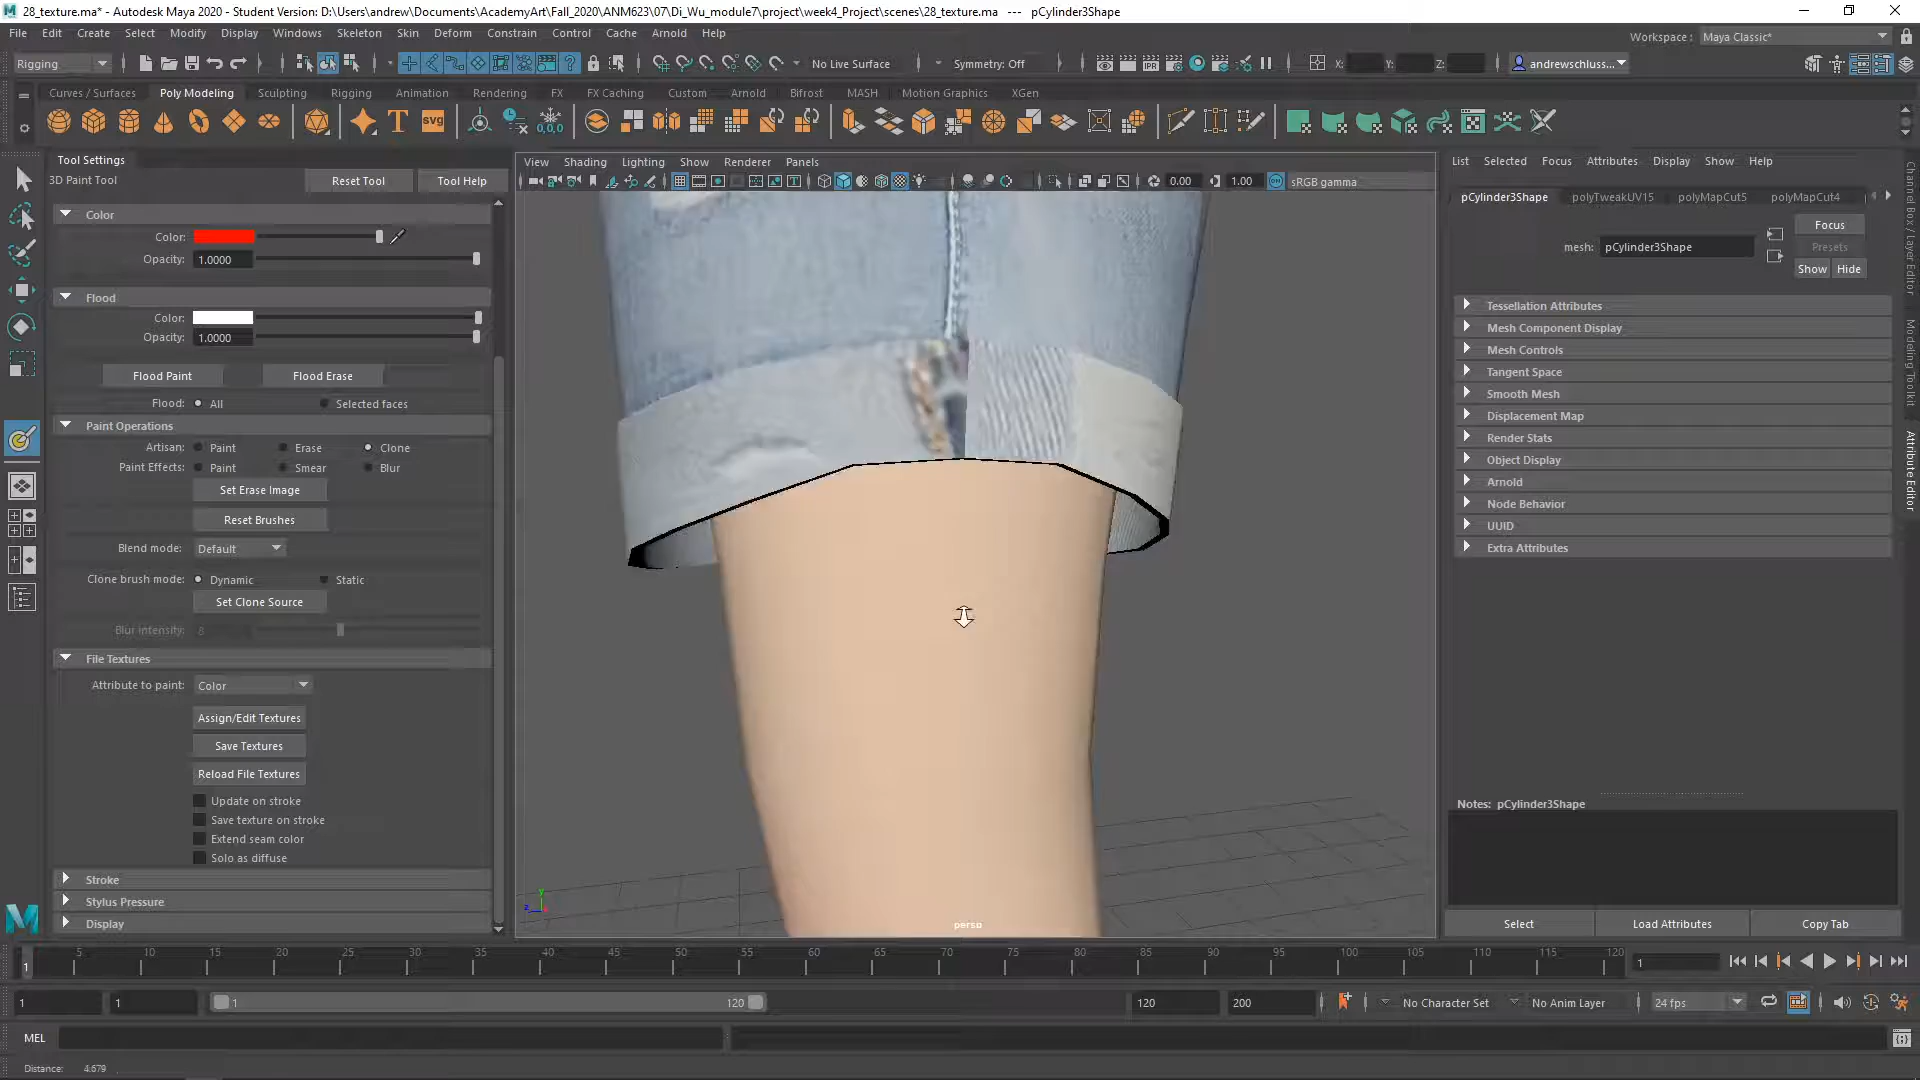 28_texture.ma* - Autodesk Maya 2020 - Student Version: D:\Users\andrew\Documents\AcademyArt\Fall_2020\ANM623\07\Di_Wu_module7\project\week4_Project\scenes\28_texture.ma --- pCylinder3Shape
File Edit Create Select Modify Display Windows Skeleton Skin Deform Constrain Control Cache Arnold Help
Workspace: Maya Classic*
Rigging
No Live Surface
Symmetry: Off
X: Y: Z:
andrewschluss...
Curves / Surfaces Poly Modeling Sculpting Rigging Animation Rendering FX FX Caching Custom Arnold Bifrost MASH Motion Graphics XGen
T svg 0,0,0
Tool Settings
3D Paint Tool Reset Tool Tool Help
Color
Color:
Opacity: 1.0000
Flood
Color:
Opacity: 1.0000
Flood Paint Flood Erase
Flood: All Selected faces
Paint Operations
Artisan: Paint Erase Clone
Paint Effects: Paint Smear Blur
Set Erase Image
Reset Brushes
Blend mode: Default
Clone brush mode: Dynamic Static
Set Clone Source
Blur intensity: 8
File Textures
Attribute to paint: Color
Assign/Edit Textures
Save Textures
Reload File Textures
Update on stroke
Save texture on stroke
Extend seam color
Solo as diffuse
Stroke
Stylus Pressure
Display
View Shading Lighting Show Renderer Panels
0.00 1.00 sRGB gamma
persp
List Selected Focus Attributes Display Show Help
pCylinder3Shape polyTweakUV15 polyMapCut5 polyMapCut4
mesh: pCylinder3Shape
Focus
Presets
Show Hide
Tessellation Attributes
Mesh Component Display
Mesh Controls
Tangent Space
Smooth Mesh
Displacement Map
Render Stats
Object Display
Arnold
Node Behavior
UUID
Extra Attributes
Notes: pCylinder3Shape
Select Load Attributes Copy Tab
Channel Box / Layer Editor
Modeling Toolkit
Attribute Editor
1 5 10 15 20 25 30 35 40 45 50 55 60 65 70 75 80 85 90 95 100 105 110 115 120
1
1 1 1 120 120 200 No Character Set No Anim Layer 24 fps
MEL
Distance: 4.679